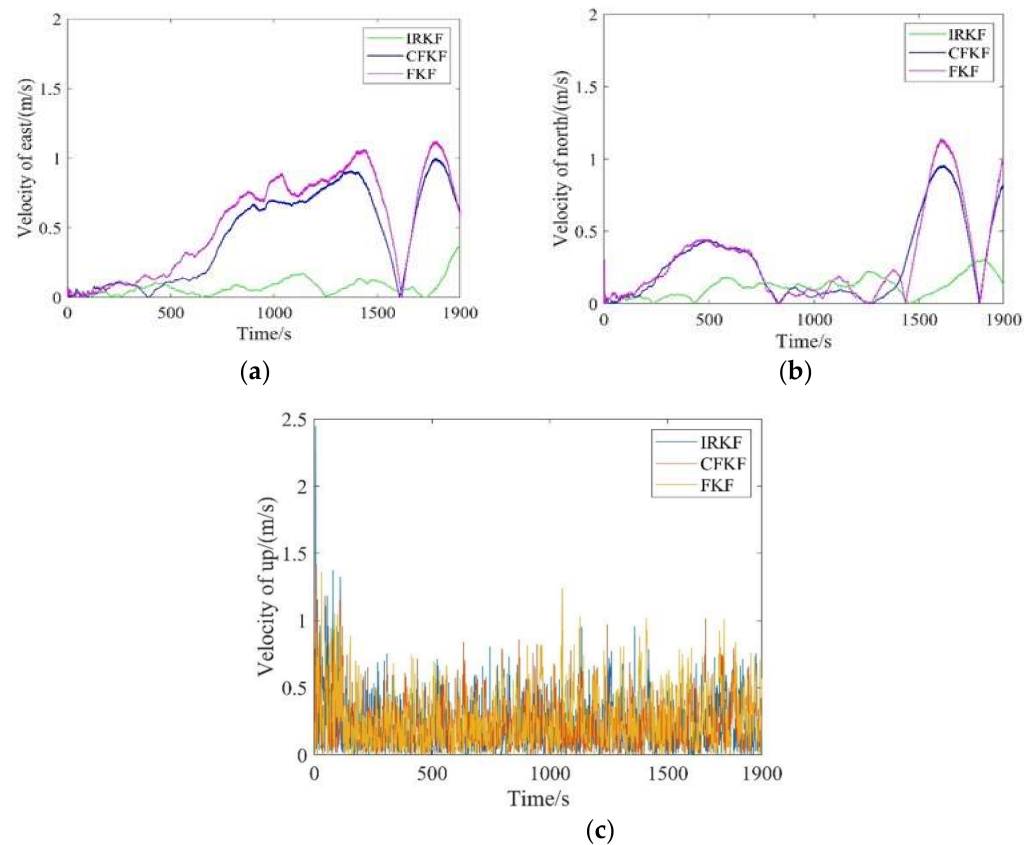 2
1.5
1
0.5
0
Velocity of east/(m/s)
IRKF
CFKF
FKF
0 500 1000 1500 1900
Time/s
(a)
2
1.5
1
0.5
0
Velocity of north/(m/s)
IRKF
CFKF
FKF
0 500 1000 1500 1900
Time/s
(b)
2.5
2
1.5
1
0.5
0
Velocity of up/(m/s)
IRKF
CFKF
FKF
0 500 1000 1500 1900
Time/s
(c)